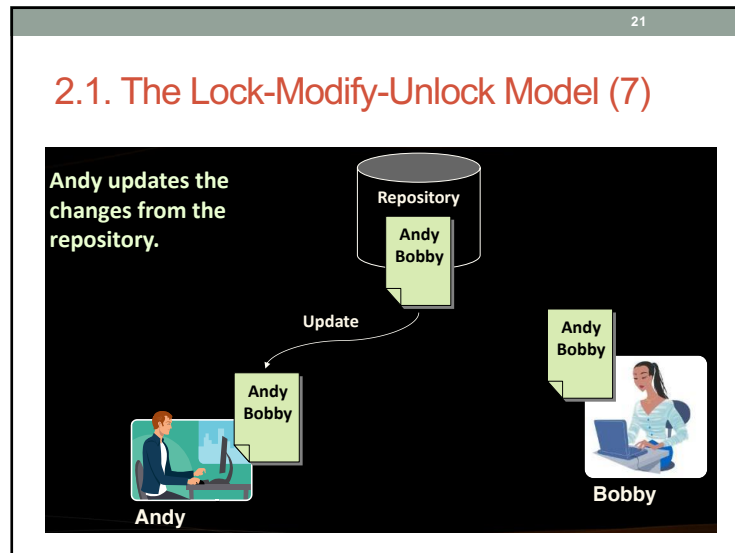 21
2.1. The Lock-Modify-Unlock Model (7)
Andy updates the
changes from the
repository.
Repository
Andy
Bobby
Update
Andy
Bobby
Andy
Bobby
Andy
Bobby